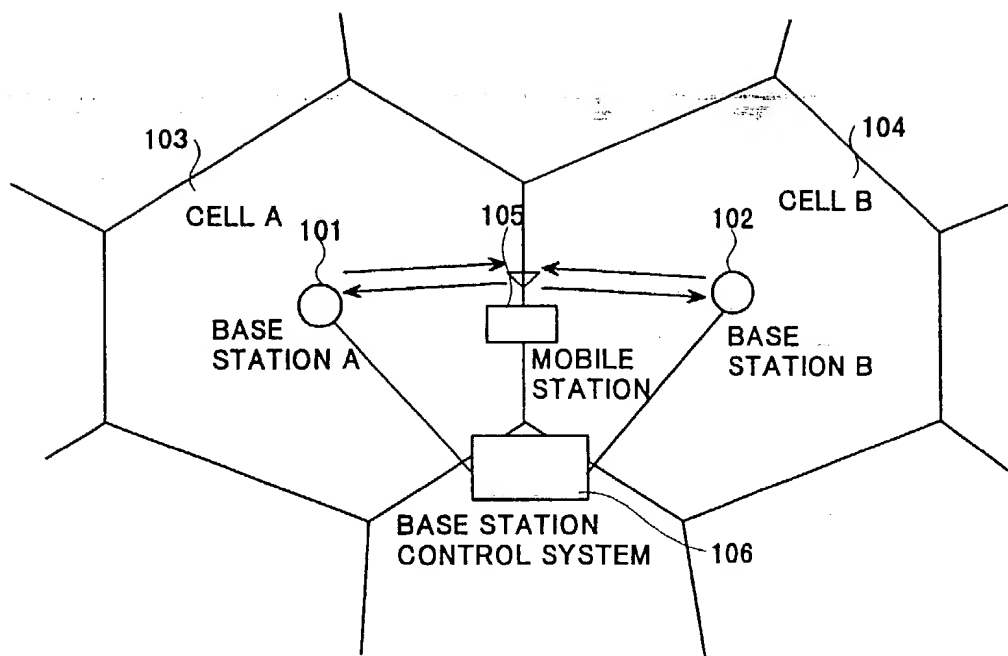 103
104
CELL A
105
CELL B
101
102
BASE
STATION A
MOBILE
STATION
BASE
STATION B
BASE STATION
CONTROL SYSTEM
106